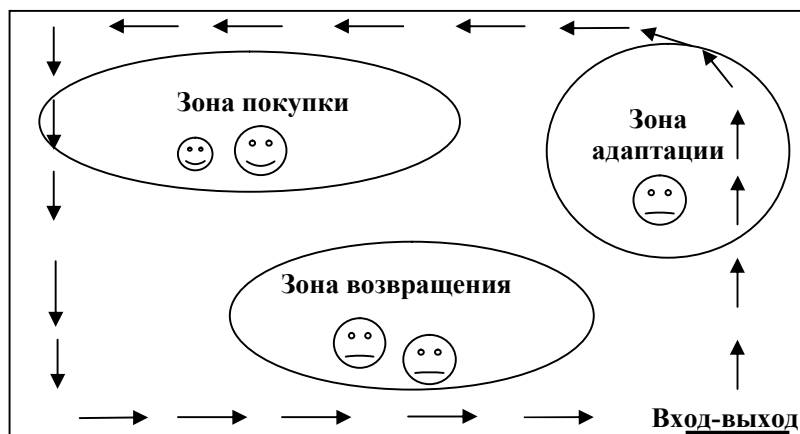 Зона покупки
Зона
адаптации
Зона возвращения
Вход-выход